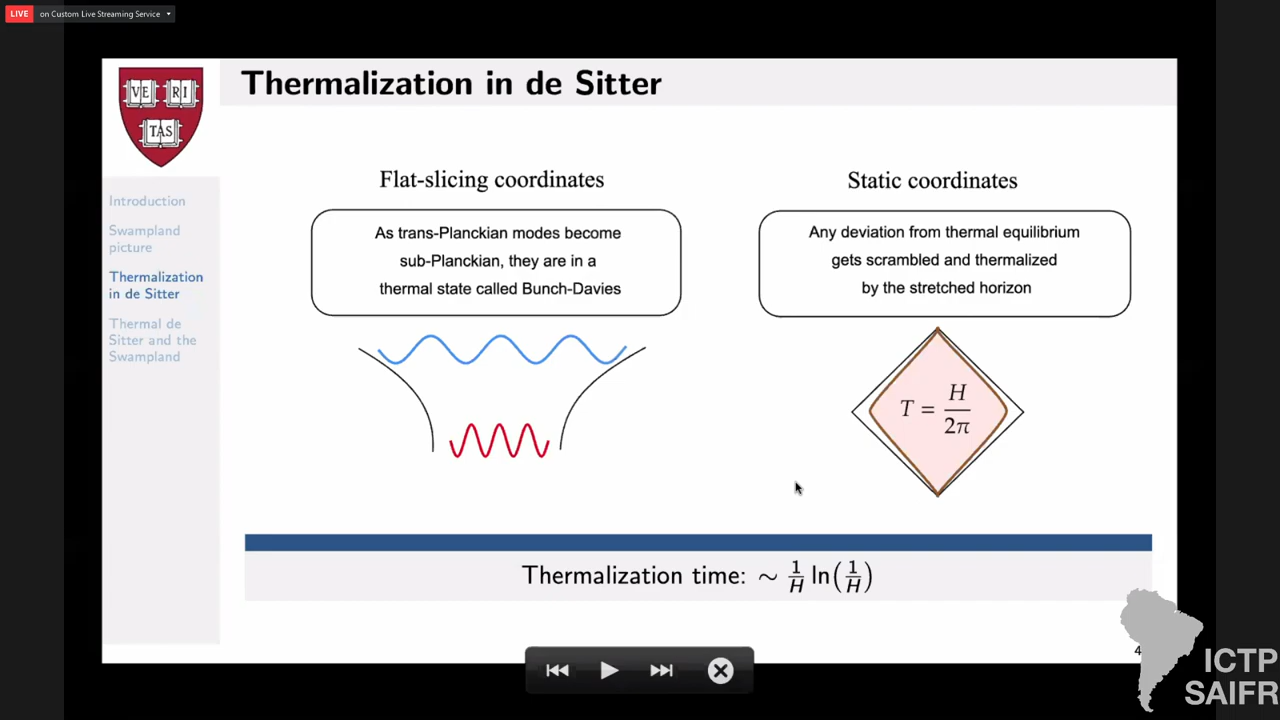 LIVE on Custom Live Streaming Service
Thermalization in de Sitter
VE RI
TAS
Introduction
Swampland
picture
Thermalization
in de Sitter
Thermal de
Sitter and the
Swampland
Flat-slicing coordinates
As trans-Planckian modes become
sub-Planckian, they are in a
thermal state called Bunch-Davies
Static coordinates
Any deviation from thermal equilibrium
gets scrambled and thermalized
by the stretched horizon
T = H/2π
Thermalization time: ~ 1/H ln(1/H)
4
ICTP
SAIFR